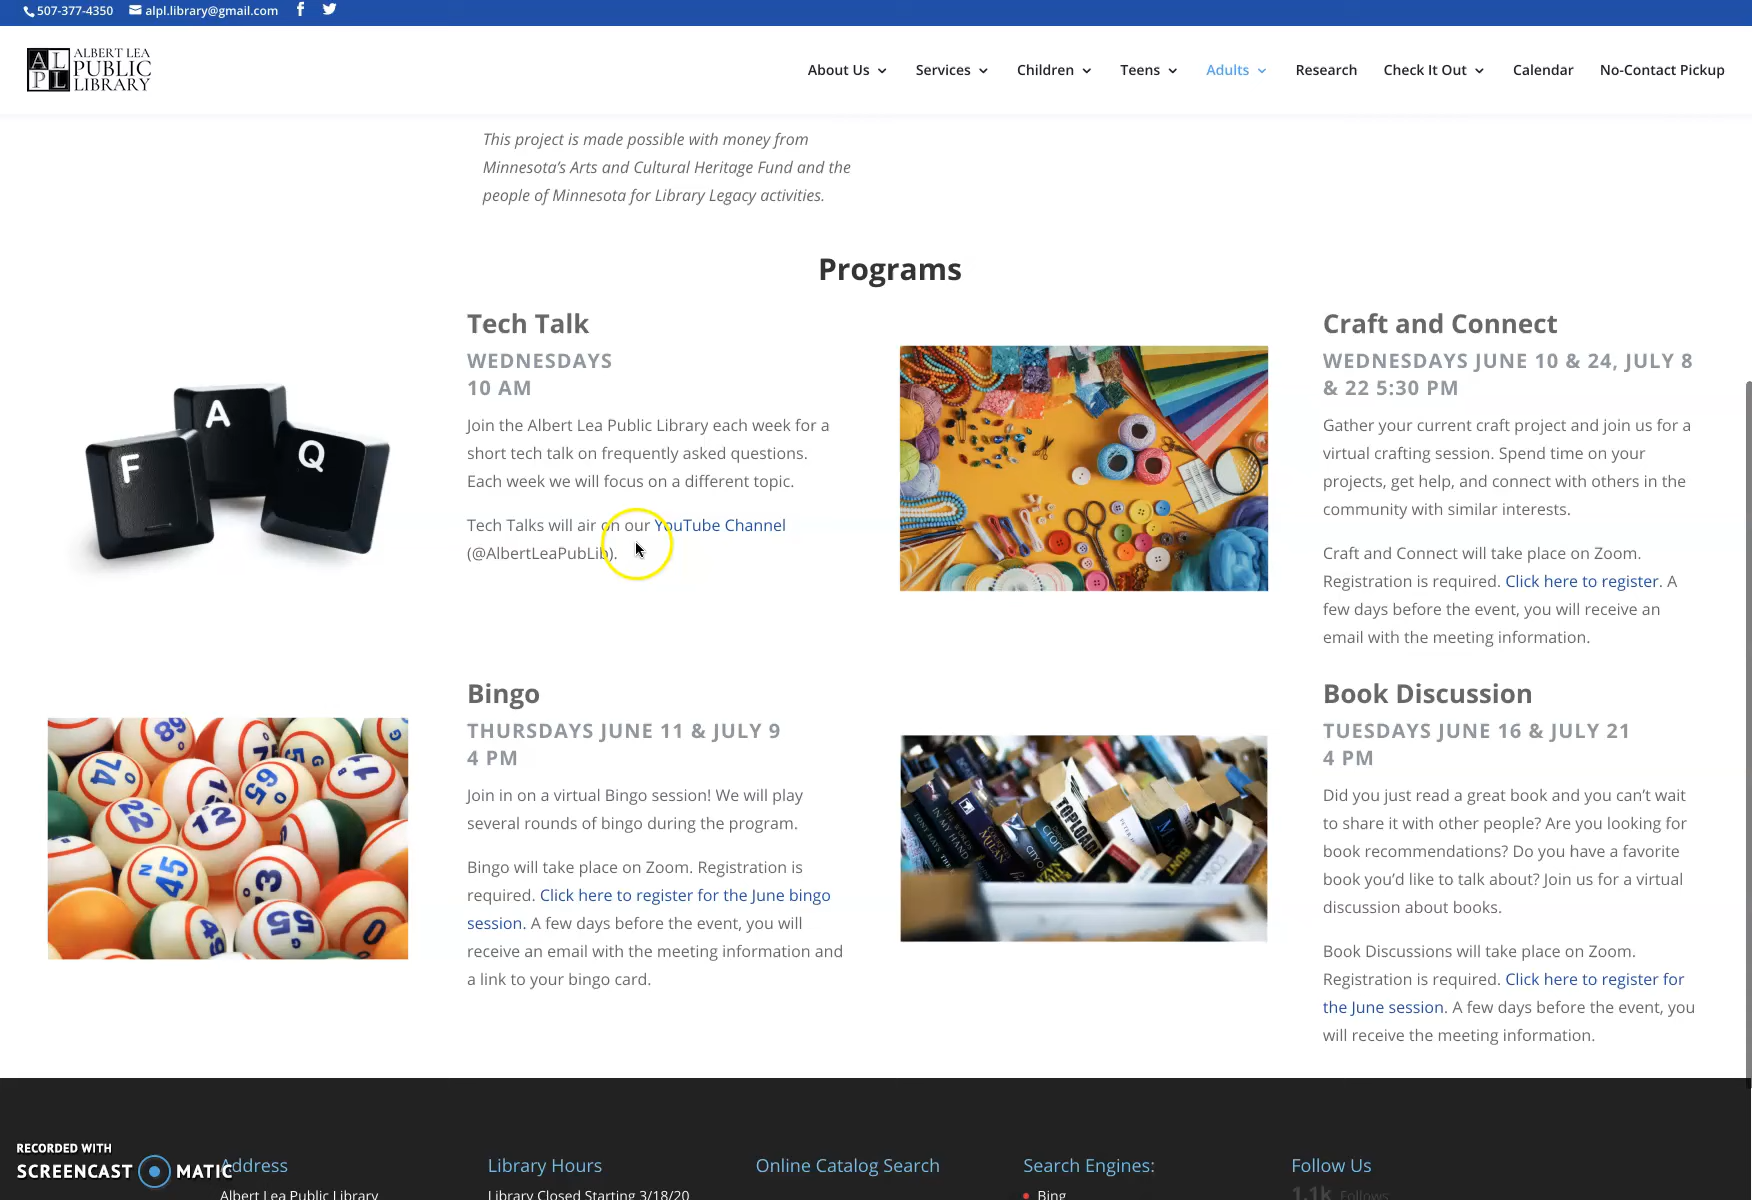 507-377-4350 alpl.library@gmail.com
ALPL ALBERT LEA PUBLIC LIBRARY
About Us Services Children Teens Adults Research Check It Out Calendar No-Contact Pickup
This project is made possible with money from
Minnesota's Arts and Cultural Heritage Fund and the
people of Minnesota for Library Legacy activities.
Programs
F A Q
Tech Talk
WEDNESDAYS
10 AM
Join the Albert Lea Public Library each week for a
short tech talk on frequently asked questions.
Each week we will focus on a different topic.
Tech Talks will air on our YouTube Channel
(@AlbertLeaPubLib).
Craft and Connect
WEDNESDAYS JUNE 10 & 24, JULY 8
& 22 5:30 PM
Gather your current craft project and join us for a
virtual crafting session. Spend time on your
projects, get help, and connect with others in the
community with similar interests.
Craft and Connect will take place on Zoom.
Registration is required. Click here to register. A
few days before the event, you will receive an
email with the meeting information.
Bingo
THURSDAYS JUNE 11 & JULY 9
4 PM
Join in on a virtual Bingo session! We will play
several rounds of bingo during the program.
Bingo will take place on Zoom. Registration is
required. Click here to register for the June bingo
session. A few days before the event, you will
receive an email with the meeting information and
a link to your bingo card.
Book Discussion
TUESDAYS JUNE 16 & JULY 21
4 PM
Did you just read a great book and you can't wait
to share it with other people? Are you looking for
book recommendations? Do you have a favorite
book you'd like to talk about? Join us for a virtual
discussion about books.
Book Discussions will take place on Zoom.
Registration is required. Click here to register for
the June session. A few days before the event, you
will receive the meeting information.
RECORDED WITH
SCREENCAST MATIC
Address
Albert Lea Public Library
Library Hours
Library Closed Starting 3/18/20
Online Catalog Search
Search Engines:
Bing
Follow Us
1.1k Follows